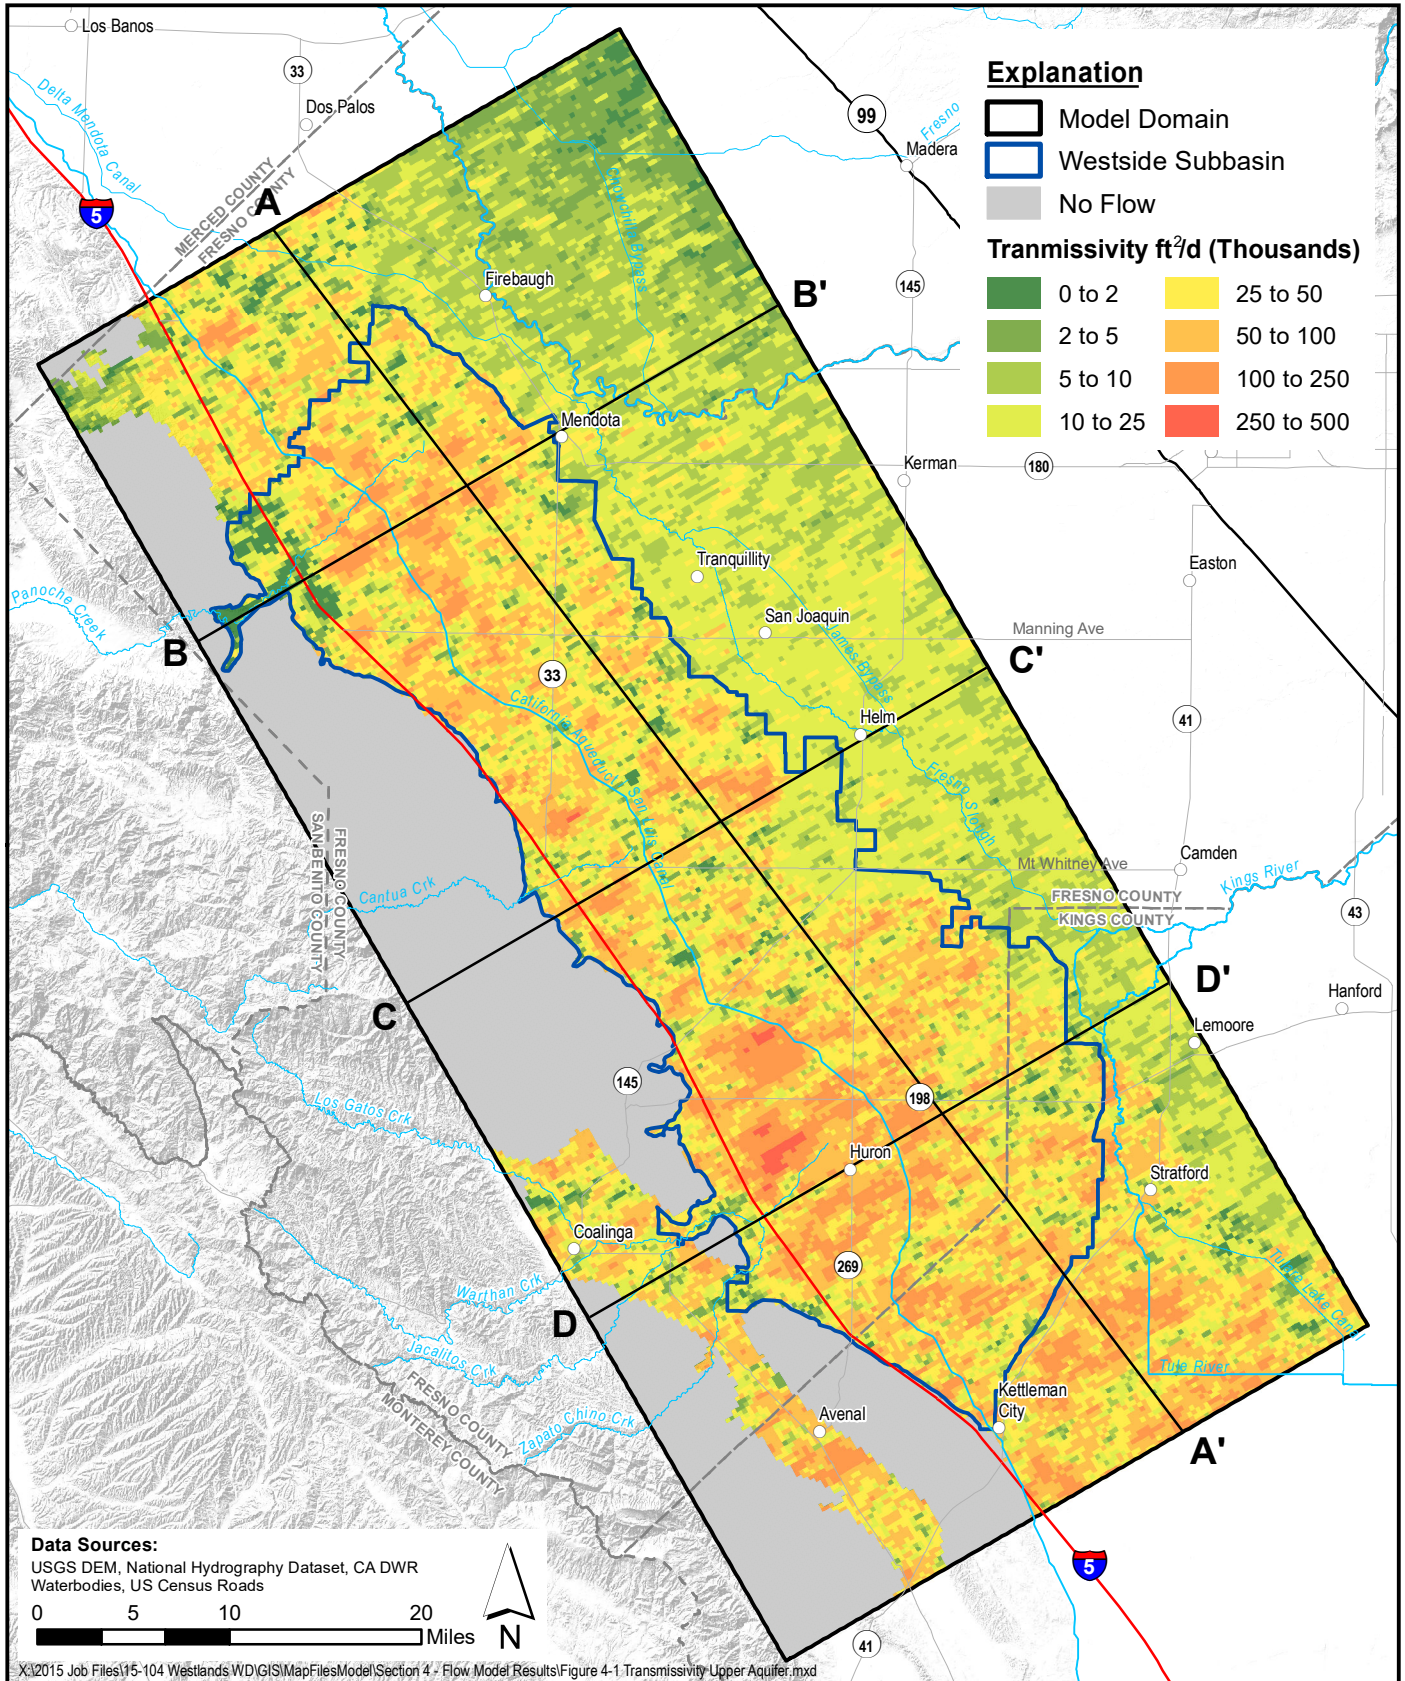 Los Banos
33
Dos Palos
Delta Mendota Canal
5
MERCED COUNTY
FRESNO COUNTY
A
Firebaugh
Chowchilla Bypass
99
Fresno
Madera
145
B'
Explanation
Model Domain
Westside Subbasin
No Flow
Tranmissivity ft²/d (Thousands)
0 to 2
25 to 50
2 to 5
50 to 100
5 to 10
100 to 250
10 to 25
250 to 500
Mendota
Kerman
180
Tranquillity
Easton
Panoche Creek
San Joaquin
Manning Ave
B
33
James Bypass
C'
California Aqueduct
Helm
41
San Luis Canal
Fresno Slough
SAN BENITO COUNTY
FRESNO COUNTY
Mt Whitney Ave
Camden
Cantua Crk
Kings River
FRESNO COUNTY
KINGS COUNTY
43
D'
C
Hanford
Lemoore
145
Los Gatos Crk
198
Huron
Stratford
Coalinga
269
Warthan Crk
Tulare Lake Canal
D
Jacalitos Crk
Tule River
FRESNO COUNTY
MONTEREY COUNTY
Zapato Chino Crk
Avenal
Kettleman
City
A'
5
41
Data Sources:
USGS DEM, National Hydrography Dataset, CA DWR
Waterbodies, US Census Roads
0 5 10 20
Miles
N
X:\2015 Job Files\15-104 Westlands WD\GIS\MapFilesModel\Section 4 - Flow Model Results\Figure 4-1 Transmissivity Upper Aquifer.mxd